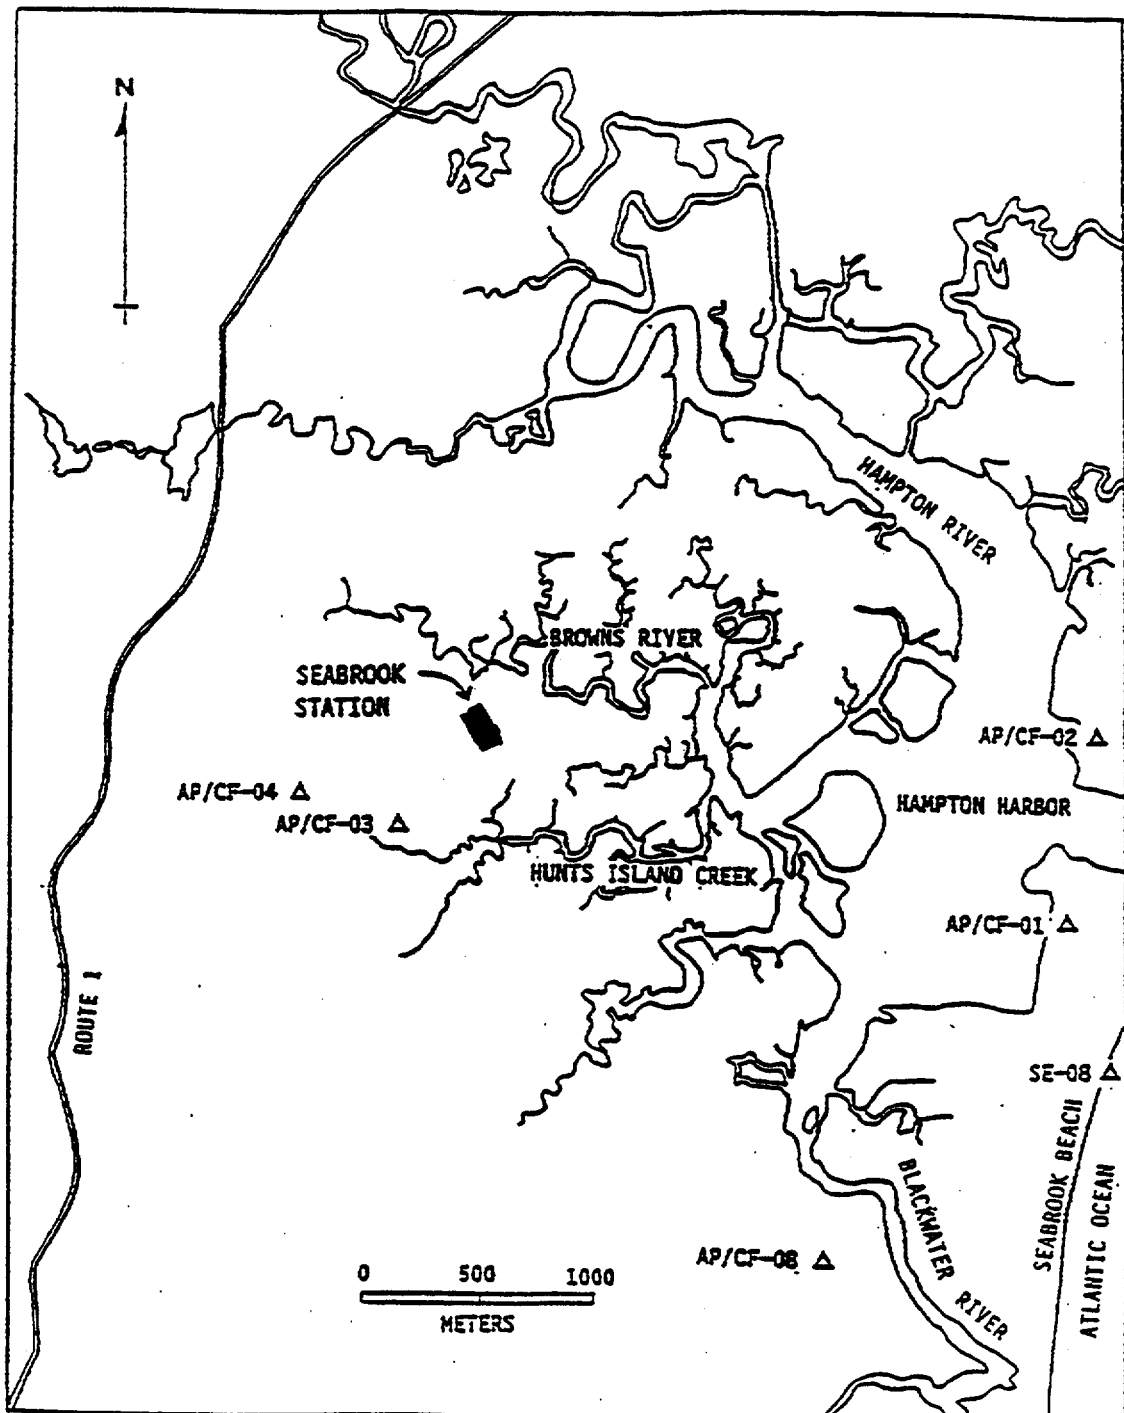 N
HAMPTON RIVER
BROWNS RIVER
SEABROOK
STATION
AP/CF-02
AP/CF-04
HAMPTON HARBOR
AP/CF-03
HUNTS ISLAND CREEK
AP/CF-01
ROUTE 1
SE-08
SEABROOK BEACH
ATLANTIC OCEAN
BLACKWATER RIVER
AP/CF-08
0 500 1000
METERS